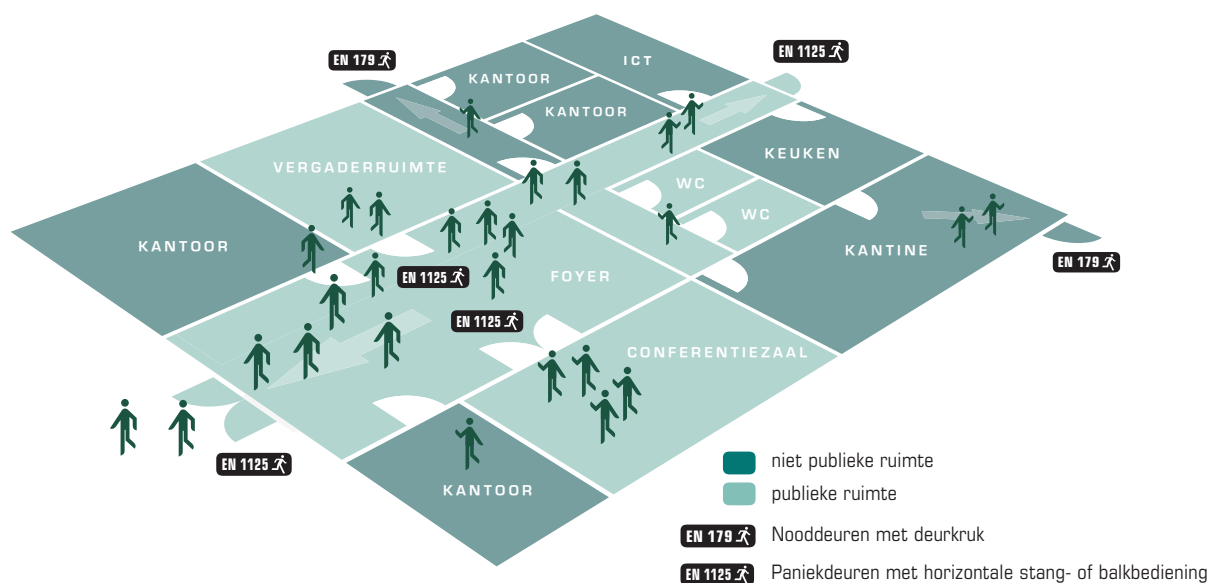 EN 1125
EN 179
ICT
KANTOOR
KANTOOR
KEUKEN
VERGADERRUIMTE
WC
WC
KANTOOR
KANTINE
EN 179
EN 1125
FOYER
EN 1125
CONFERENTIEZAAL
EN 1125
KANTOOR
niet publieke ruimte
publieke ruimte
EN 179 Nooddeuren met deurkruk
EN 1125 Paniekdeuren met horizontale stang- of balkbediening